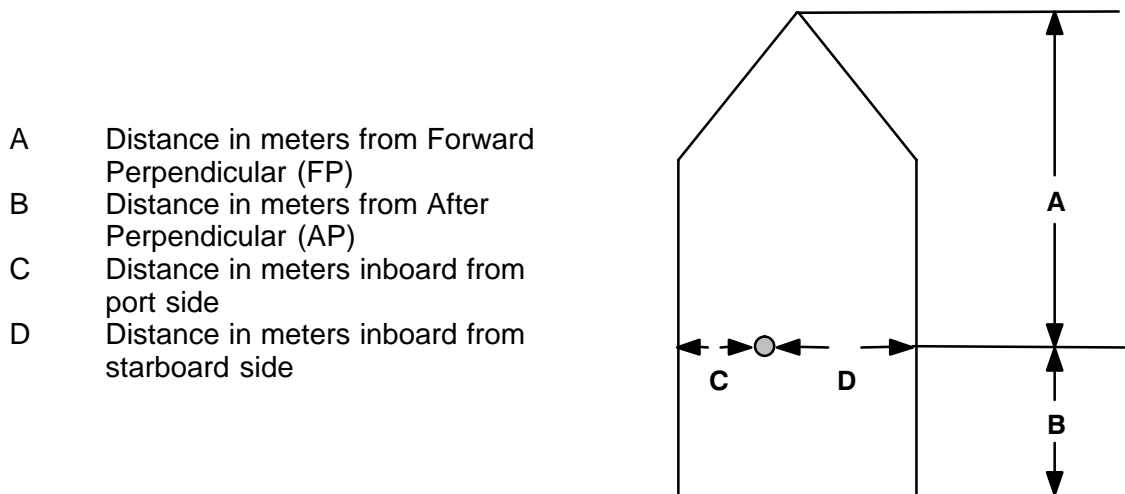 A Distance in meters from Forward
Perpendicular (FP)
B Distance in meters from After
Perpendicular (AP)
C Distance in meters inboard from
port side
D Distance in meters inboard from
starboard side
A
C
D
B